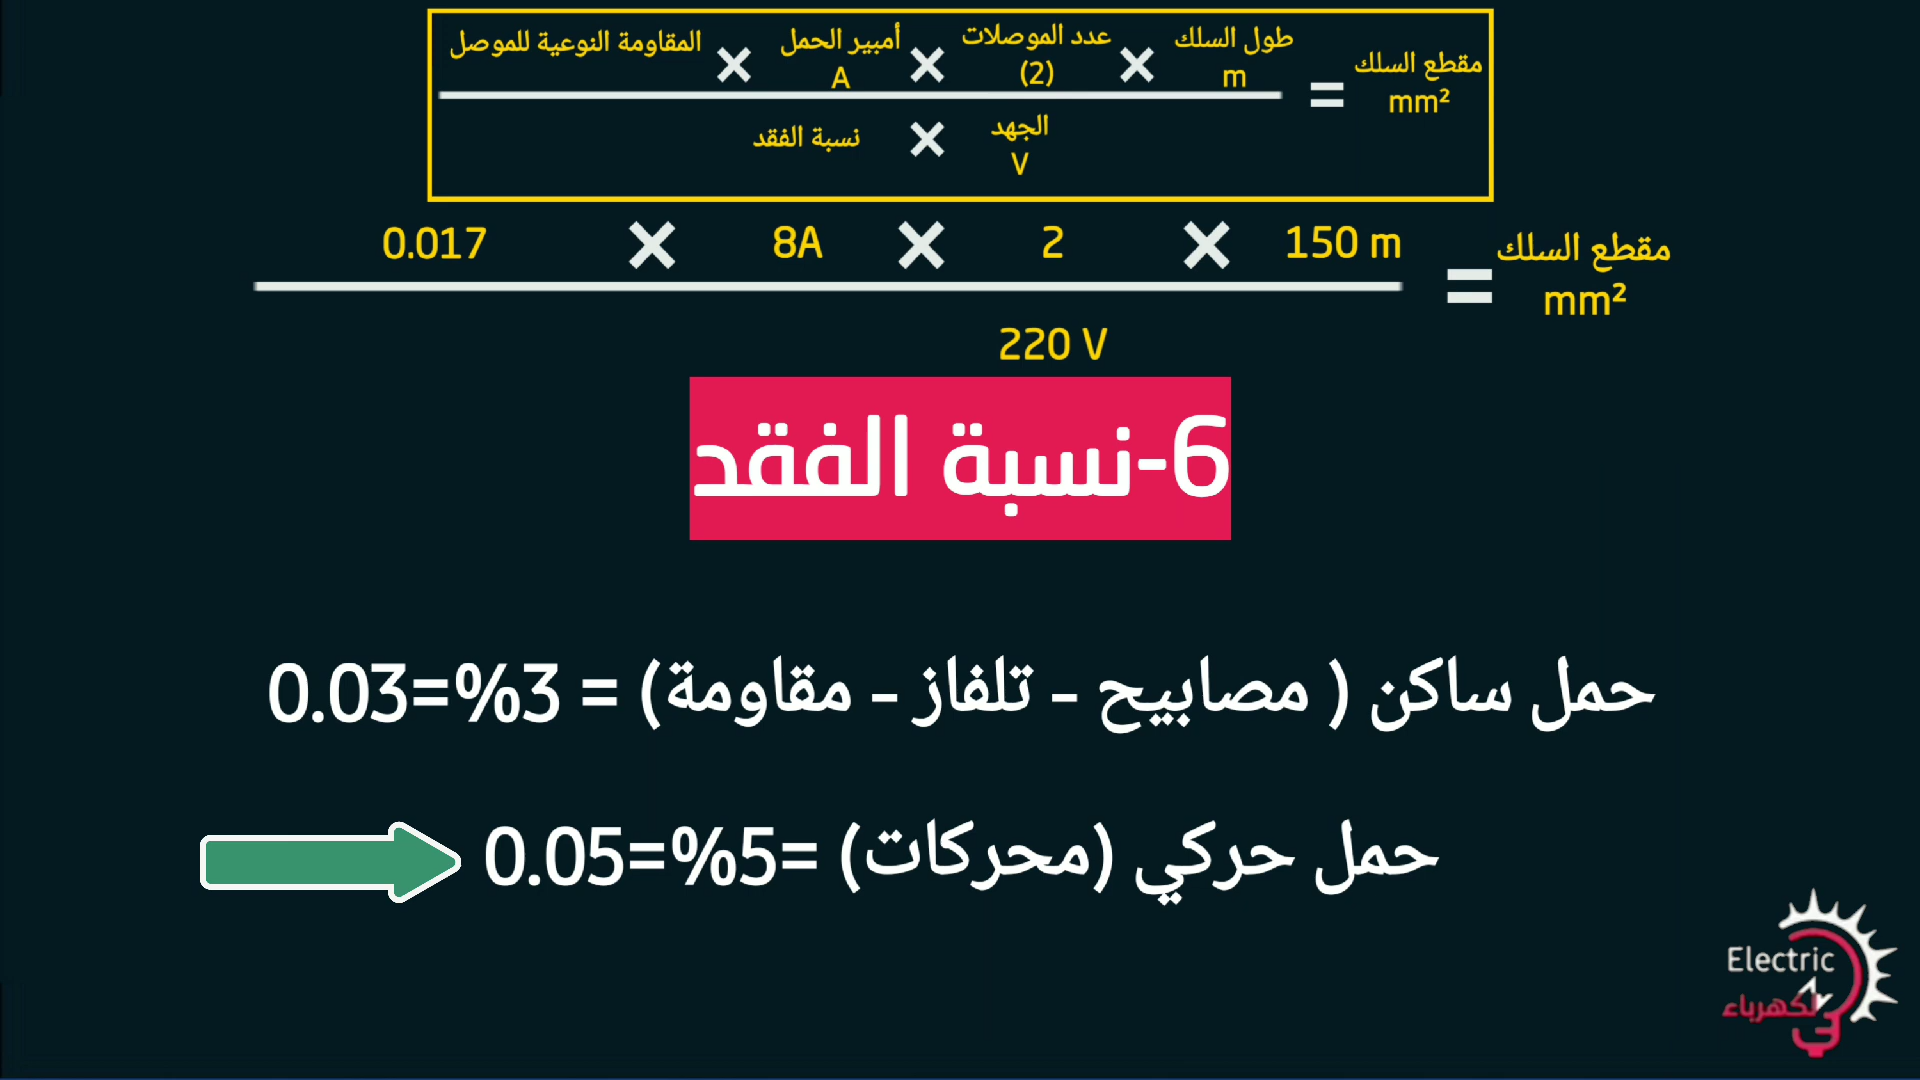 مقطع السلك = طول السلك × عدد الموصلات × أمبير الحمل × المقاومة النوعية للموصل
mm² m (2) A
الجهد × نسبة الفقد
V
مقطع السلك = 150 m × 2 × 8A × 0.017
mm²
220 V
6-نسبة الفقد
حمل ساكن ( مصابيح - تلفاز - مقاومة) = 3%=0.03
حمل حركي (محركات) =5%=0.05
Electric
الكهرباء